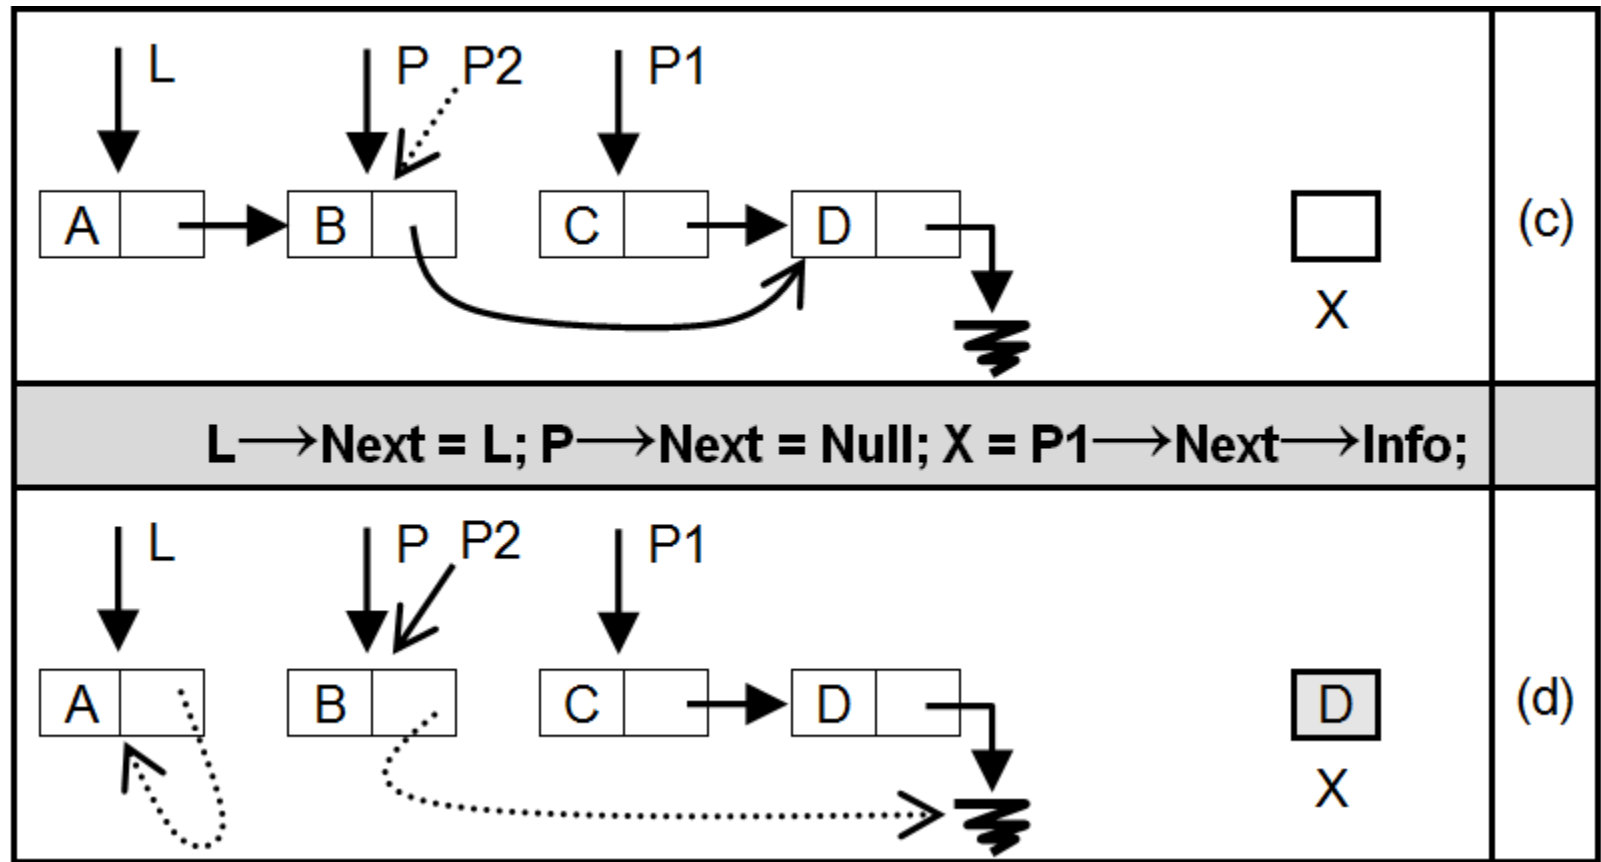 L P P2 P1
A B C D (c)
X
L⟶Next = L; P⟶Next = Null; X = P1⟶Next⟶Info;
L P P2 P1
A B C D D (d)
X